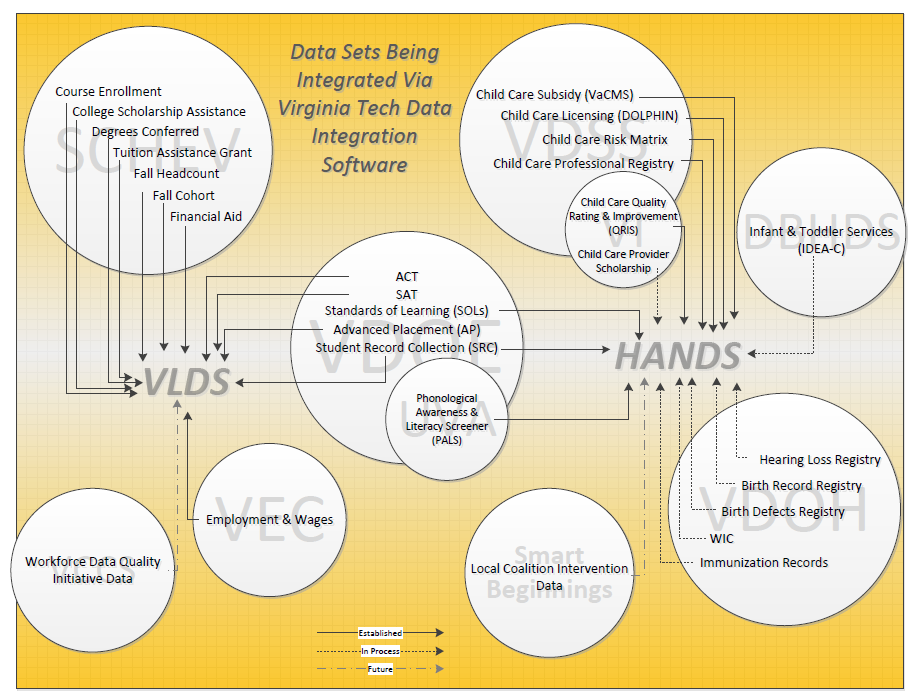 Data Sets Being
Integrated Via
Virginia Tech Data
Integration
Software
SCHEV
Course Enrollment
College Scholarship Assistance
Degrees Conferred
Tuition Assistance Grant
Fall Headcount
Fall Cohort
Financial Aid
VDSS
Child Care Subsidy (VaCMS)
Child Care Licensing (DOLPHIN)
Child Care Risk Matrix
Child Care Professional Registry
Child Care Quality
Rating & Improvement
(QRIS)
Child Care Provider
Scholarship
DBHDS
Infant & Toddler Services
(IDEA-C)
VDOE
ACT
SAT
Standards of Learning (SOLs)
Advanced Placement (AP)
Student Record Collection (SRC)
UVA
Phonological
Awareness &
Literacy Screener
(PALS)
VLDS
HANDS
VEC
Employment & Wages
VCCS
Workforce Data Quality
Initiative Data
Smart
Beginnings
Local Coalition Intervention
Data
VDOH
Hearing Loss Registry
Birth Record Registry
Birth Defects Registry
WIC
Immunization Records
Established
In Process
Future